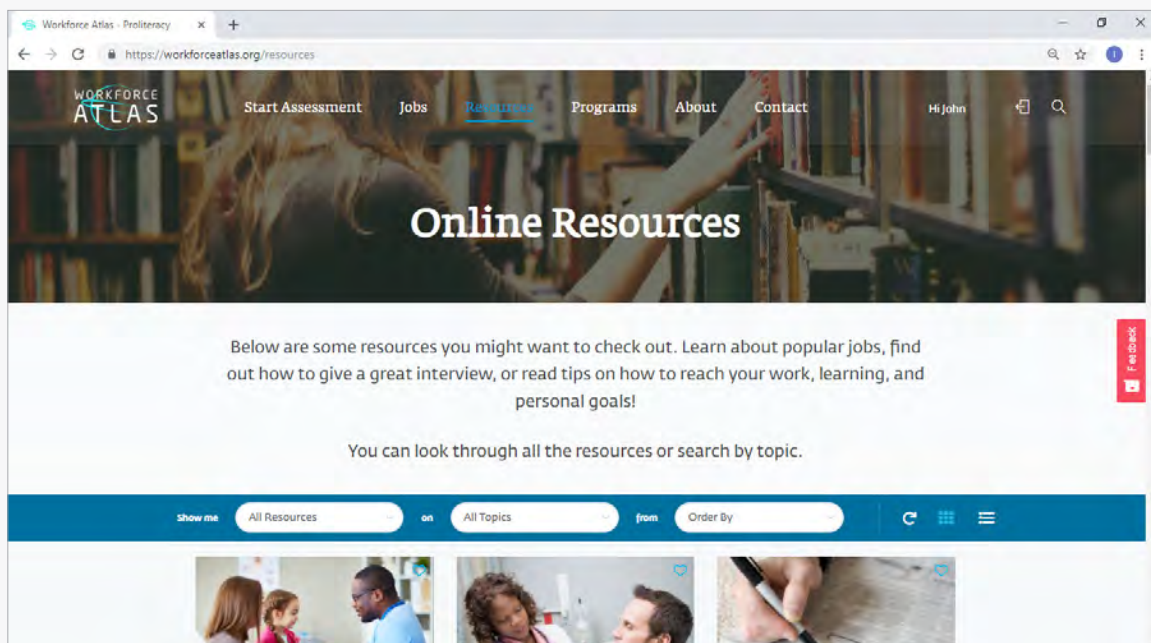 Workforce Atlas - Proliteracy
https://workforceatlas.org/resources
WORKFORCE
ATLAS
Start Assessment Jobs Resources Programs About Contact Hi John
Online Resources
Feedback
Below are some resources you might want to check out. Learn about popular jobs, find
out how to give a great interview, or read tips on how to reach your work, learning, and
personal goals!
You can look through all the resources or search by topic.
Show me All Resources on All Topics from Order By